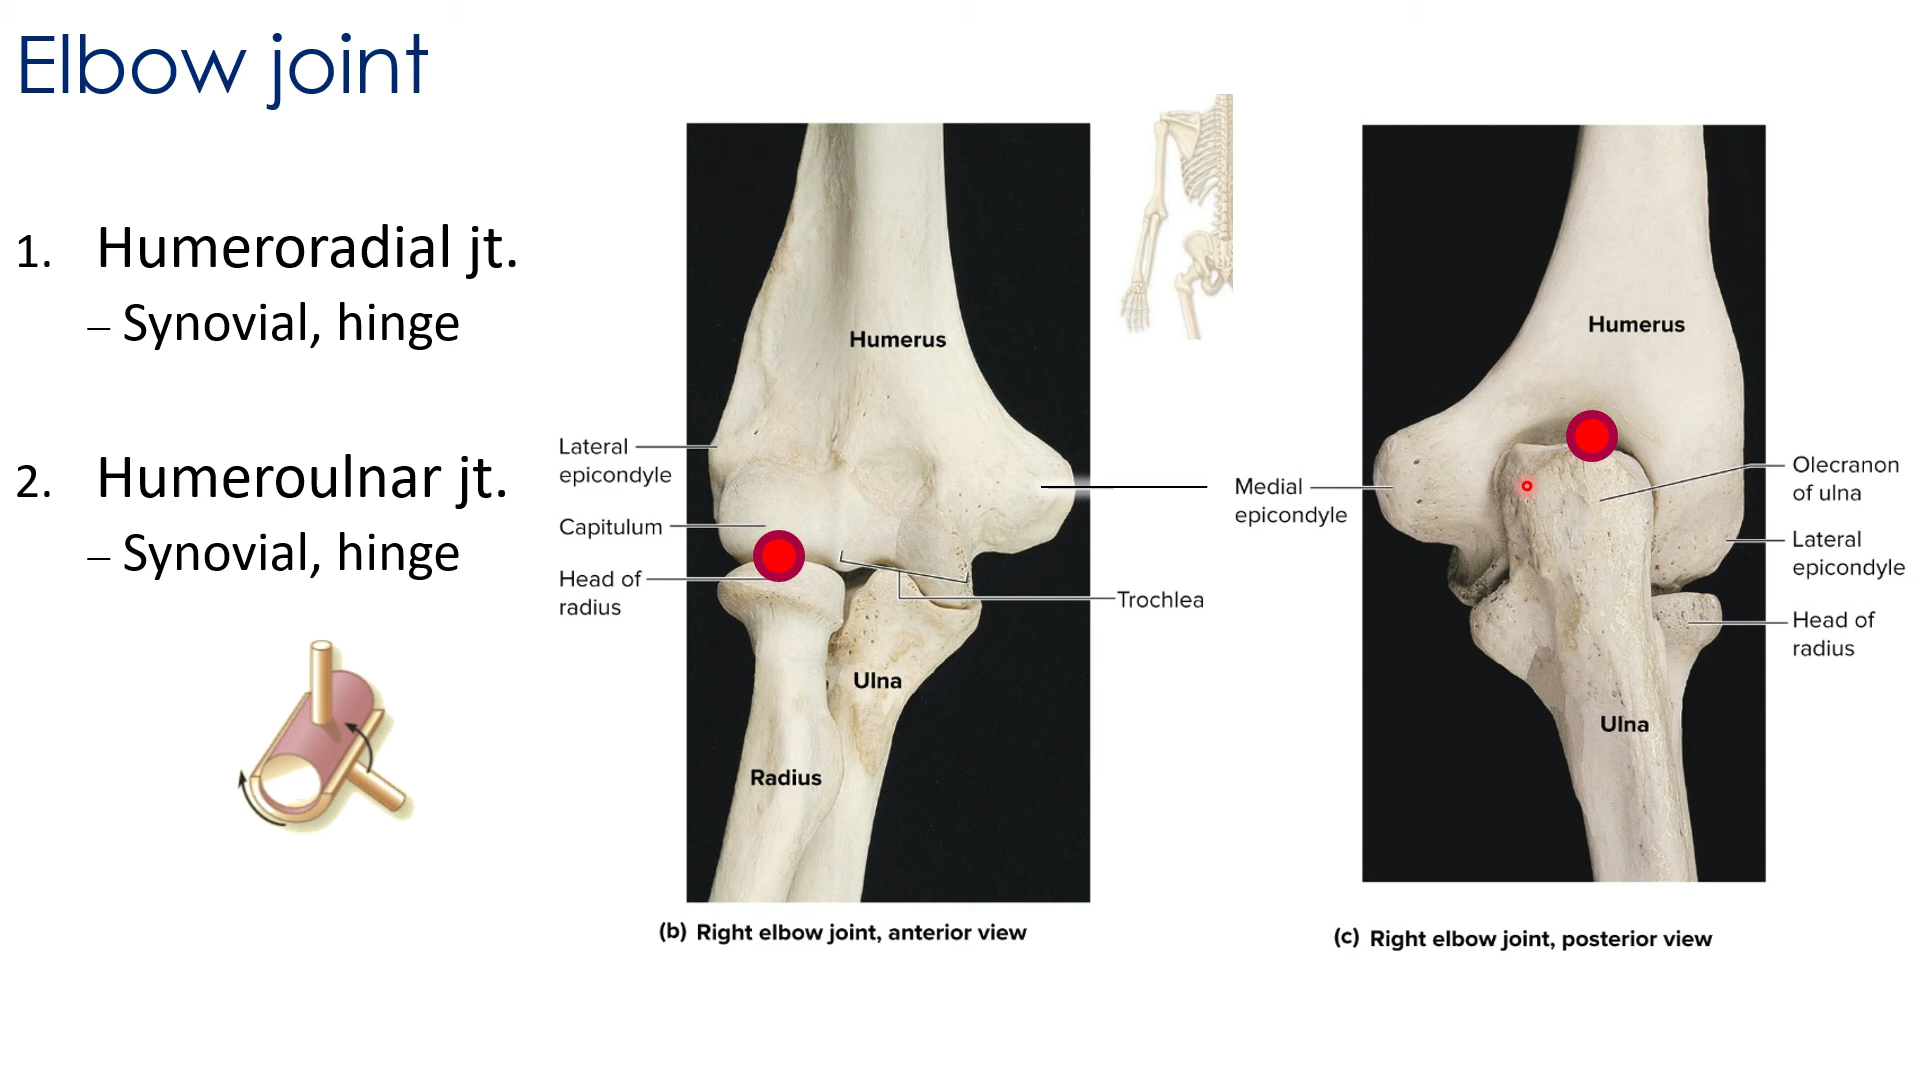 Elbow joint
1. Humeroradial jt.
– Synovial, hinge
2. Humeroulnar jt.
– Synovial, hinge
Humerus
Lateral
epicondyle
Capitulum
Head of
radius
Trochlea
Ulna
Radius
(b) Right elbow joint, anterior view
Humerus
Medial
epicondyle
Olecranon
of ulna
Lateral
epicondyle
Head of
radius
Ulna
(c) Right elbow joint, posterior view